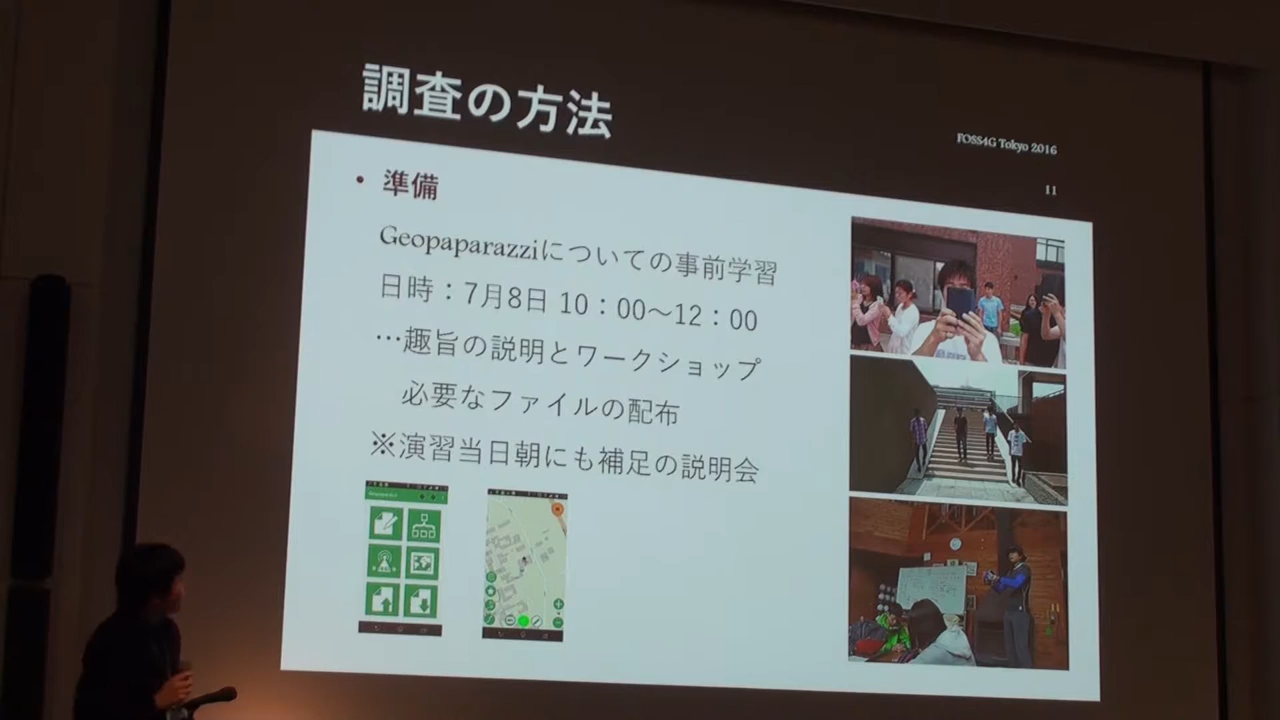 調査の方法
FOSS4G Tokyo 2016
11
• 準備
Geopaparazziについての事前学習
日時：7月8日 10：00～12：00
…趣旨の説明とワークショップ
必要なファイルの配布
※演習当日朝にも補足の説明会